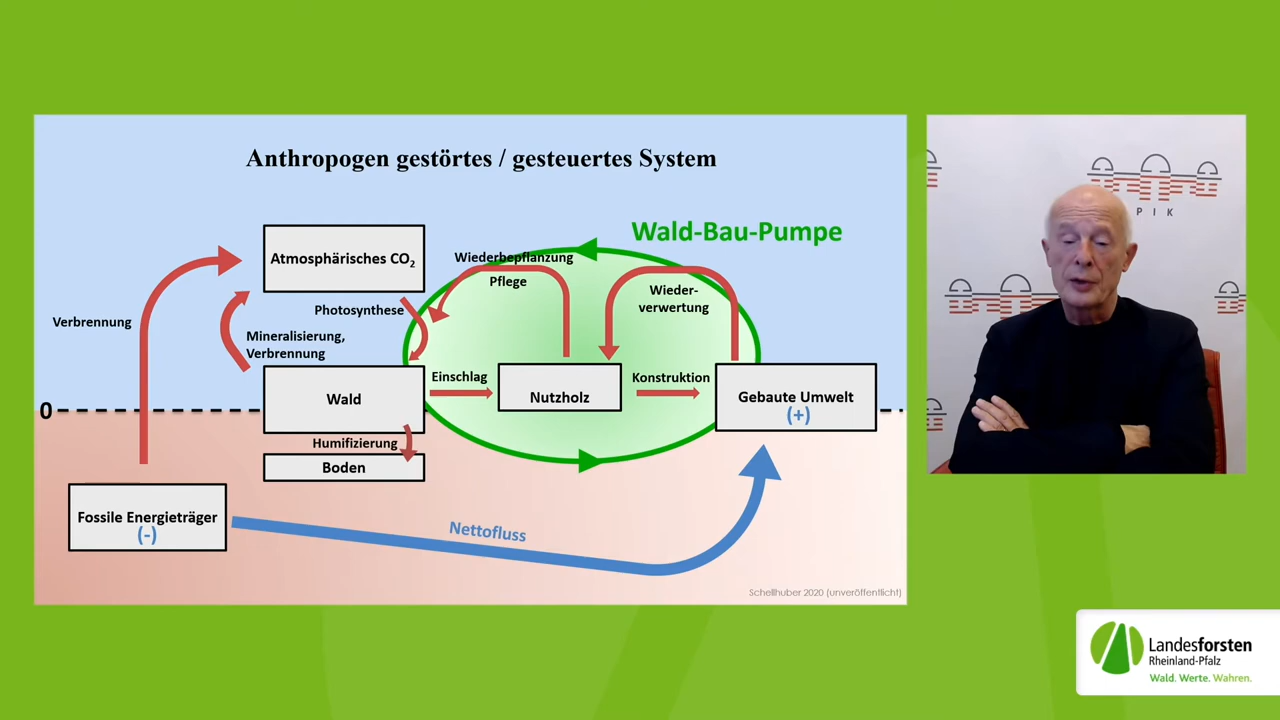 Anthropogen gestörtes / gesteuertes System
Wald-Bau-Pumpe
Atmosphärisches CO₂
Wiederbepflanzung
Pflege
Wieder-
verwertung
Photosynthese
Verbrennung
Mineralisierung,
Verbrennung
Einschlag
Konstruktion
Wald
Nutzholz
Gebaute Umwelt
(+)
0
Humifizierung
Boden
Fossile Energieträger
(-)
Nettofluss
Schellhuber 2020 (unveröffentlicht)
PIK
Landesforsten
Rheinland-Pfalz
Wald. Werte. Wahren.